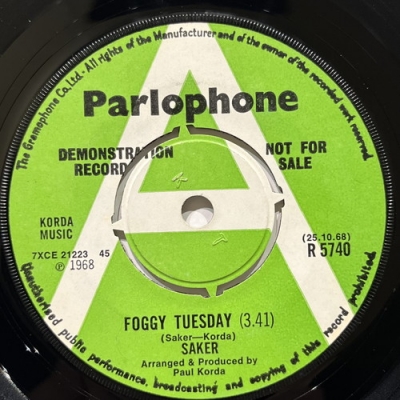 The Gramophone Co. Ltd.- All rights of the Manufacturer and of the owner of the recorded work reserved.
Parlophone
DEMONSTRATION RECORD
NOT FOR SALE
KORDA
MUSIC
(25.10.68)
R 5740
7XCE 21223 45
℗ 1968
FOGGY TUESDAY (3.41)
(Saker—Korda)
SAKER
Arranged & Produced by
Paul Korda
Unauthorised public performance, broadcasting and copying of this record prohibited